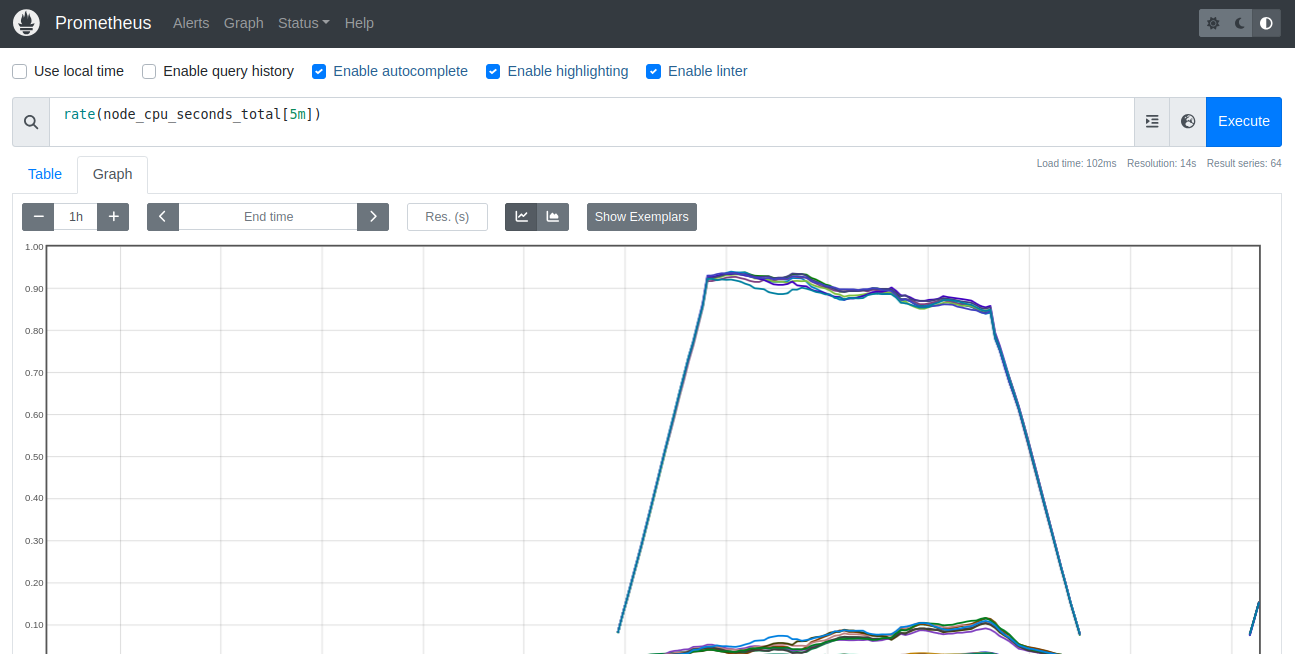 Prometheus Alerts Graph Status Help
Use local time Enable query history Enable autocomplete Enable highlighting Enable linter
rate(node_cpu_seconds_total[5m])
Execute
Table Graph
Load time: 102ms Resolution: 14s Result series: 64
1h End time Res. (s) Show Exemplars
1.00
0.90
0.80
0.70
0.60
0.50
0.40
0.30
0.20
0.10